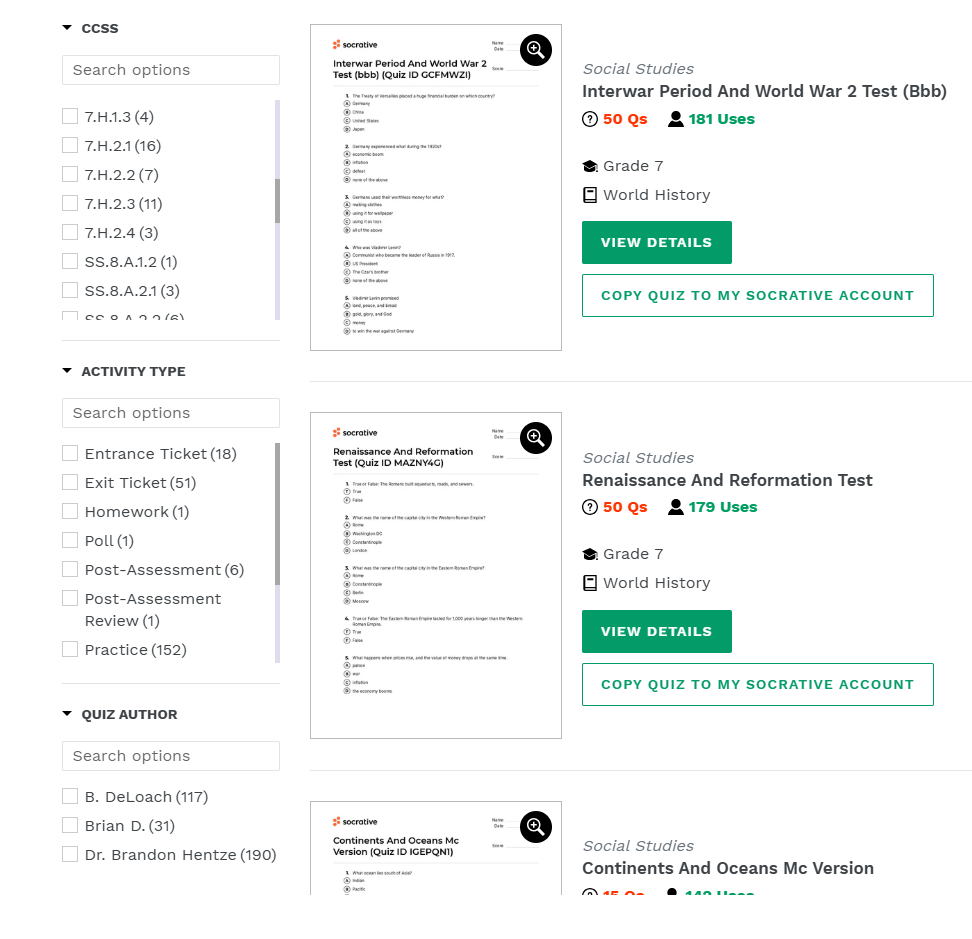 CCSS
Search options
7.H.1.3 (4)
7.H.2.1 (16)
7.H.2.2 (7)
7.H.2.3 (11)
7.H.2.4 (3)
SS.8.A.1.2 (1)
SS.8.A.2.1 (3)
SS.8.A.2.2 (6)
ACTIVITY TYPE
Search options
Entrance Ticket (18)
Exit Ticket (51)
Homework (1)
Poll (1)
Post-Assessment (6)
Post-Assessment
Review (1)
Practice (152)
QUIZ AUTHOR
Search options
B. DeLoach (117)
Brian D. (31)
Dr. Brandon Hentze (190)
socrative
Name
Date
Score
Interwar Period And World War 2
Test (bbb) (Quiz ID GCFMWZI)
1. The Treaty of Versailles placed a huge financial burden on which country?
A Germany
B China
C United States
D Japan
2. Germany experienced what during the 1920s?
A economic boom
B inflation
C defeat
D none of the above
3. Germans used their worthless money for what?
A making clothes
B using it for wallpaper
C using it as toys
D all of the above
4. Who was Vladimir Lenin?
A Communist who became the leader of Russia in 1917.
B US President
C The Czar's brother
D none of the above
5. Vladimir Lenin promised
A land, peace, and bread
B gold, glory, and God
C money
D to win the war against Germany
Social Studies
Interwar Period And World War 2 Test (Bbb)
50 Qs 181 Uses
Grade 7
World History
VIEW DETAILS
COPY QUIZ TO MY SOCRATIVE ACCOUNT
socrative
Name
Date
Score
Renaissance And Reformation
Test (Quiz ID MAZNY4G)
1. True or False: The Romans built aqueducts, roads, and sewers.
T True
F False
2. What was the name of the capital city in the Western Roman Empire?
A Rome
B Washington DC
C Constantinople
D London
3. What was the name of the capital city in the Eastern Roman Empire?
A Rome
B Constantinople
C Berlin
D Moscow
4. True or False: The Eastern Roman Empire lasted for 1,000 years longer than the Western
Roman Empire.
T True
F False
5. What happens when prices rise, and the value of money drops at the same time.
A patron
B war
C inflation
D the economy booms
Social Studies
Renaissance And Reformation Test
50 Qs 179 Uses
Grade 7
World History
VIEW DETAILS
COPY QUIZ TO MY SOCRATIVE ACCOUNT
socrative
Name
Date
Score
Continents And Oceans Mc
Version (Quiz ID IGEPQN1)
1. What ocean lies south of Asia?
A Indian
B Pacific
Social Studies
Continents And Oceans Mc Version
15 Qs 142 Uses